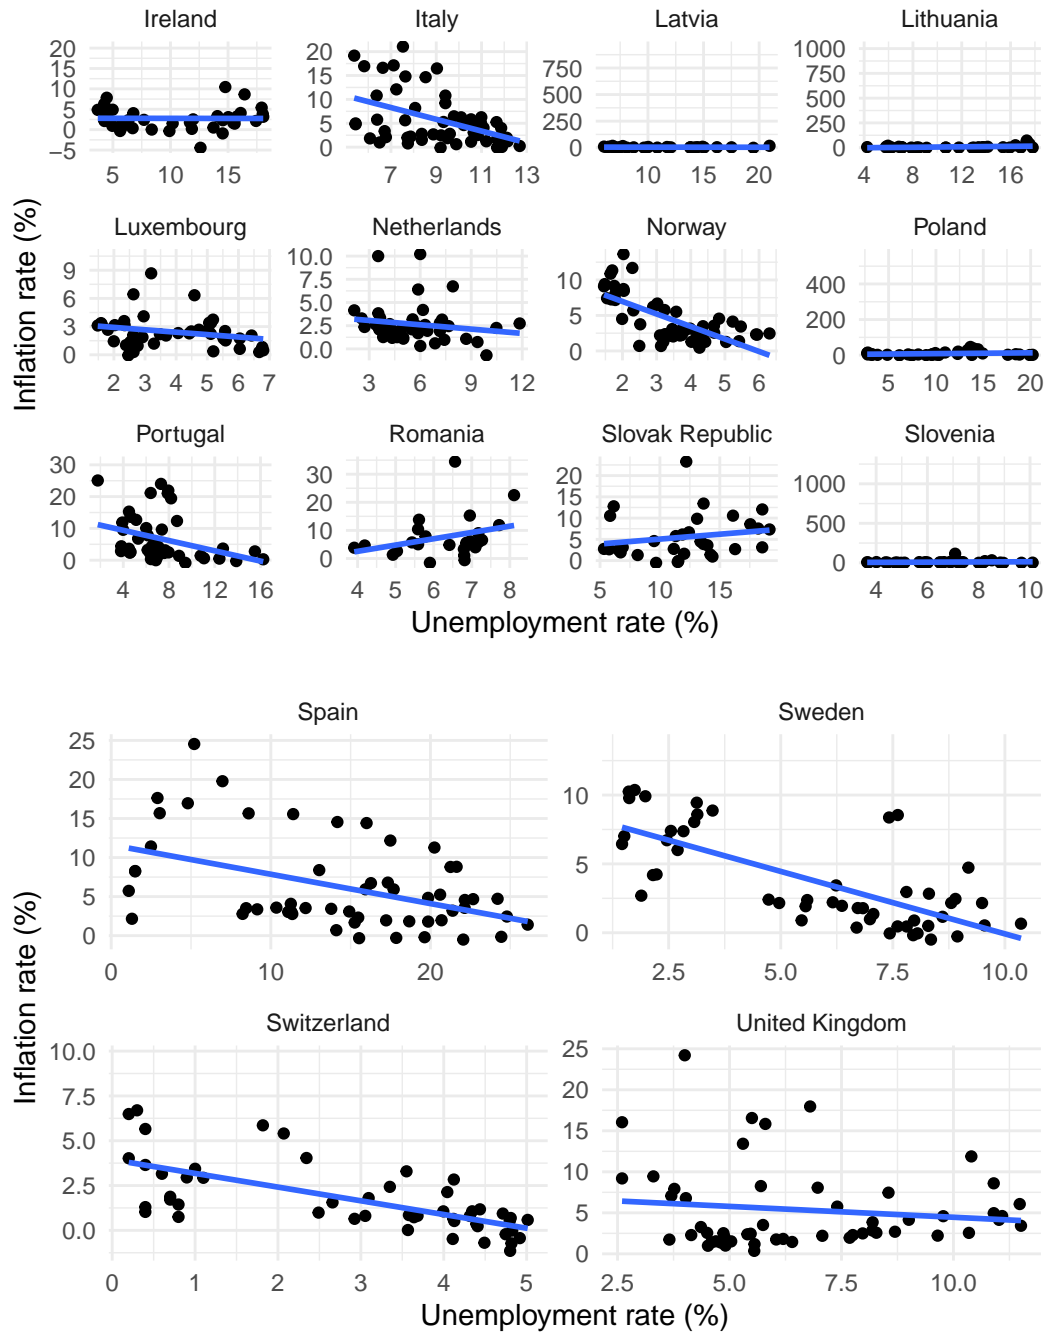 Ireland Italy Latvia Lithuania
20 15 10 5 0 −5
20 15 10 5 0
750 500 250 0
1000 750 500 250 0
5 10 15
7 9 11 13
10 15 20
4 8 12 16
Luxembourg Netherlands Norway Poland
9 6 3 0
10.0 7.5 5.0 2.5 0.0
10 5 0
400 200 0
2 3 4 5 6 7
3 6 9 12
2 3 4 5 6
5 10 15 20
Portugal Romania Slovak Republic Slovenia
30 20 10 0
30 20 10 0
20 15 10 5 0
1000 500 0
4 8 12 16
4 5 6 7 8
5 10 15
4 6 8 10
Inflation rate (%)
Unemployment rate (%)
Spain Sweden
25 20 15 10 5 0
10 5 0
0 10 20
2.5 5.0 7.5 10.0
Switzerland United Kingdom
10.0 7.5 5.0 2.5 0.0
25 20 15 10 5 0
0 1 2 3 4 5
2.5 5.0 7.5 10.0
Inflation rate (%)
Unemployment rate (%)